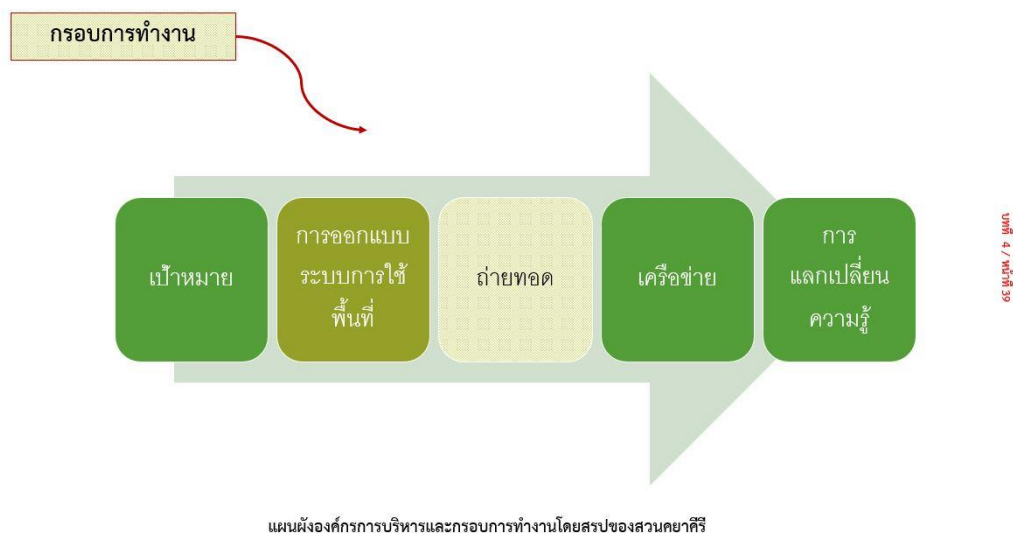 กรอบการทำงาน
เป้าหมาย
การออกแบบ
ระบบการใช้
พื้นที่
ถ่ายทอด
เครือข่าย
การ
แลกเปลี่ยน
ความรู้
บทที่ 4 / หน้าที่ 39
แผนผังองค์กรการบริหารและกรอบการทำงานโดยสรุปของสวนคยาคีรี